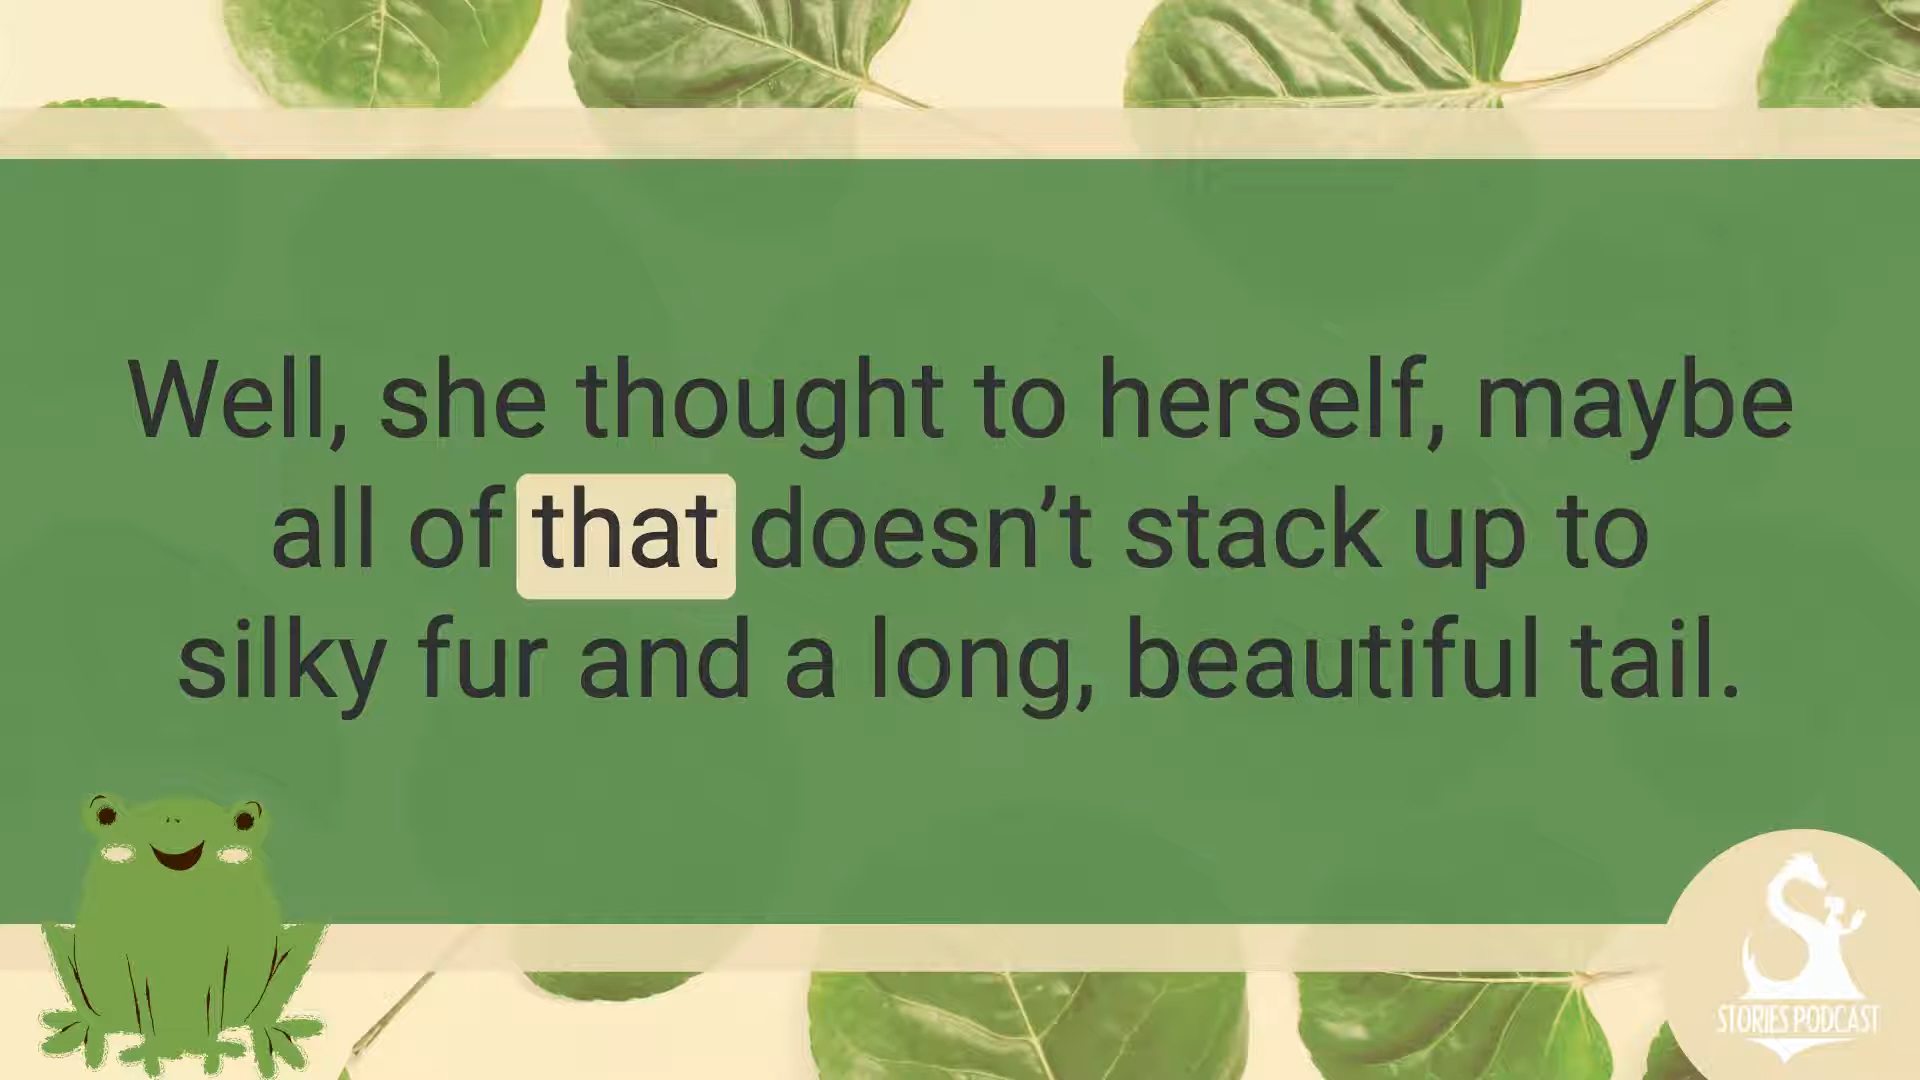 Well, she thought to herself, maybe
all of that doesn’t stack up to
silky fur and a long, beautiful tail.
STORIES PODCAST